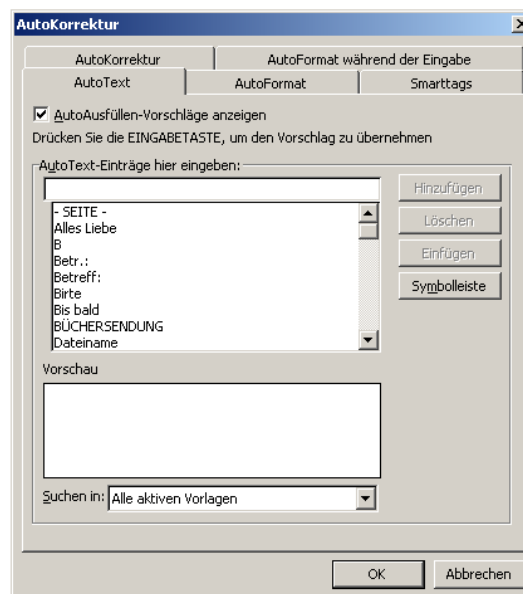 AutoKorrektur
AutoKorrektur
AutoFormat während der Eingabe
AutoText
AutoFormat
Smarttags
AutoAusfüllen-Vorschläge anzeigen
Drücken Sie die EINGABETASTE, um den Vorschlag zu übernehmen
AutoText-Einträge hier eingeben:
- SEITE -
Alles Liebe
B
Betr.:
Betreff:
Birte
Bis bald
BÜCHERSENDUNG
Dateiname
Hinzufügen
Löschen
Einfügen
Symbolleiste
Vorschau
Suchen in: Alle aktiven Vorlagen
OK
Abbrechen